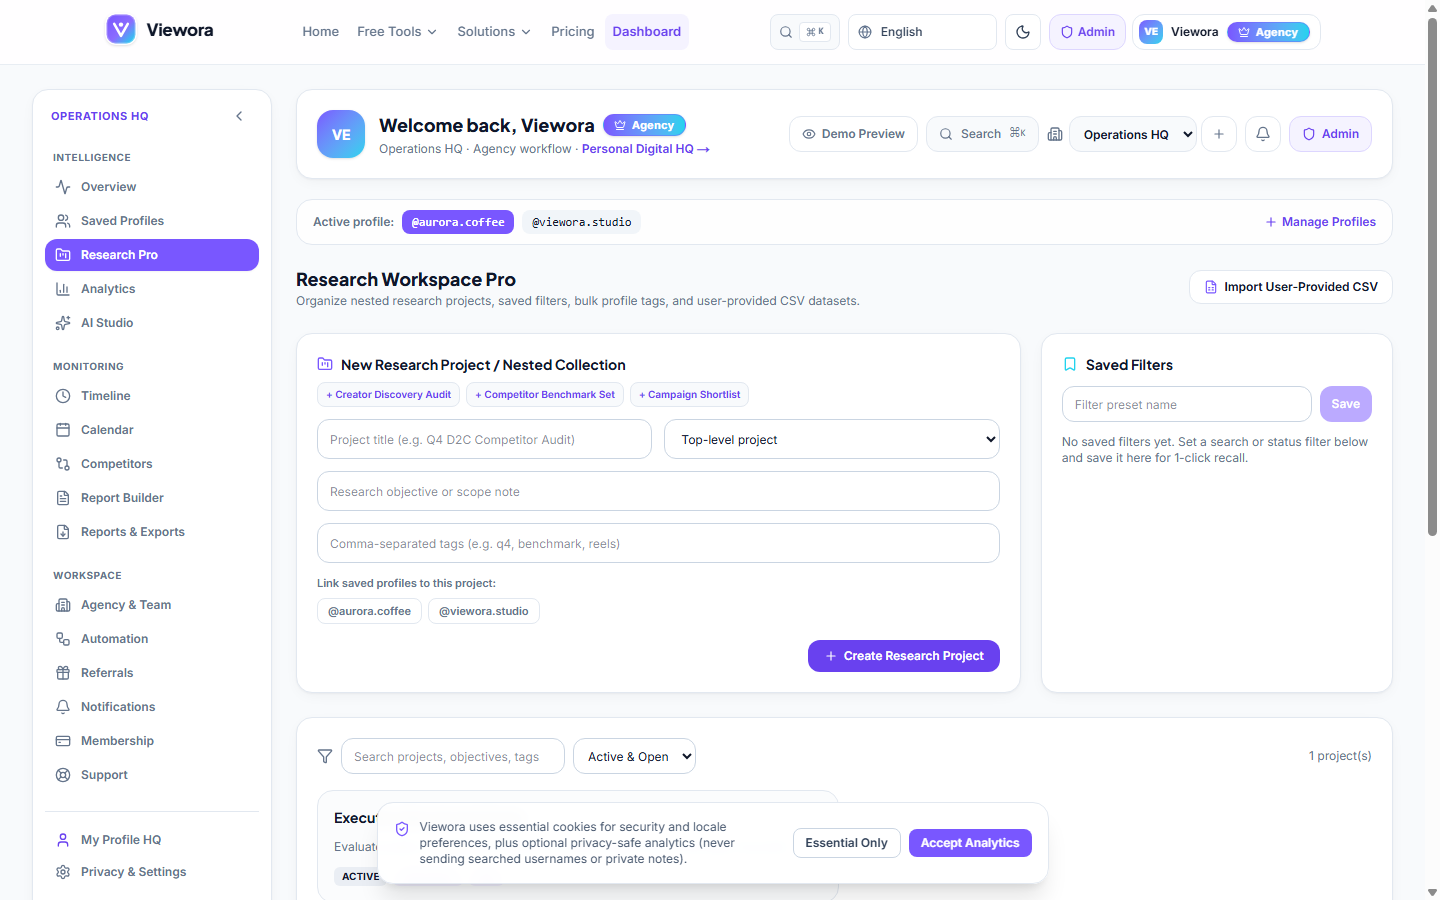 Viewora
Home
Free Tools
Solutions
Pricing
Dashboard
⌘ K
English
Admin
VE
Viewora
Agency
OPERATIONS HQ
INTELLIGENCE
Overview
Saved Profiles
Research Pro
Analytics
AI Studio
MONITORING
Timeline
Calendar
Competitors
Report Builder
Reports & Exports
WORKSPACE
Agency & Team
Automation
Referrals
Notifications
Membership
Support
My Profile HQ
Privacy & Settings
VE
Welcome back, Viewora
Agency
Operations HQ · Agency workflow · Personal Digital HQ →
Demo Preview
Search ⌘K
Operations HQ
Admin
Active profile:
@aurora.coffee
@viewora.studio
+ Manage Profiles
Research Workspace Pro
Organize nested research projects, saved filters, bulk profile tags, and user-provided CSV datasets.
Import User-Provided CSV
New Research Project / Nested Collection
+ Creator Discovery Audit
+ Competitor Benchmark Set
+ Campaign Shortlist
Project title (e.g. Q4 D2C Competitor Audit)
Top-level project
Research objective or scope note
Comma-separated tags (e.g. q4, benchmark, reels)
Link saved profiles to this project:
@aurora.coffee
@viewora.studio
+ Create Research Project
Saved Filters
Filter preset name
Save
No saved filters yet. Set a search or status filter below
and save it here for 1-click recall.
Search projects, objectives, tags
Active & Open
1 project(s)
ACTIVE
Viewora uses essential cookies for security and locale
preferences, plus optional privacy-safe analytics (never
sending searched usernames or private notes).
Essential Only
Accept Analytics